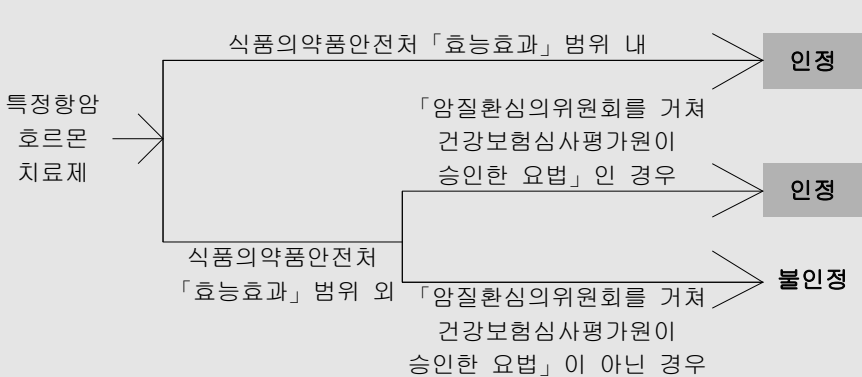 특정항암
호르몬
치료제
식품의약품안전처「효능효과」범위 내
인정
식품의약품안전처
「효능효과」범위 외
「암질환심의위원회를 거쳐
건강보험심사평가원이
승인한 요법」인 경우
인정
「암질환심의위원회를 거쳐
건강보험심사평가원이
승인한 요법」이 아닌 경우
불인정